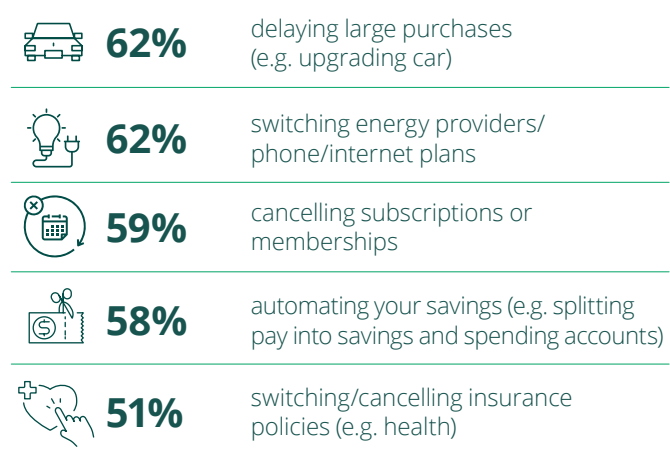 62%
delaying large purchases
(e.g. upgrading car)
62%
switching energy providers/
phone/internet plans
59%
cancelling subscriptions or
memberships
58%
automating your savings (e.g. splitting
pay into savings and spending accounts)
51%
switching/cancelling insurance
policies (e.g. health)